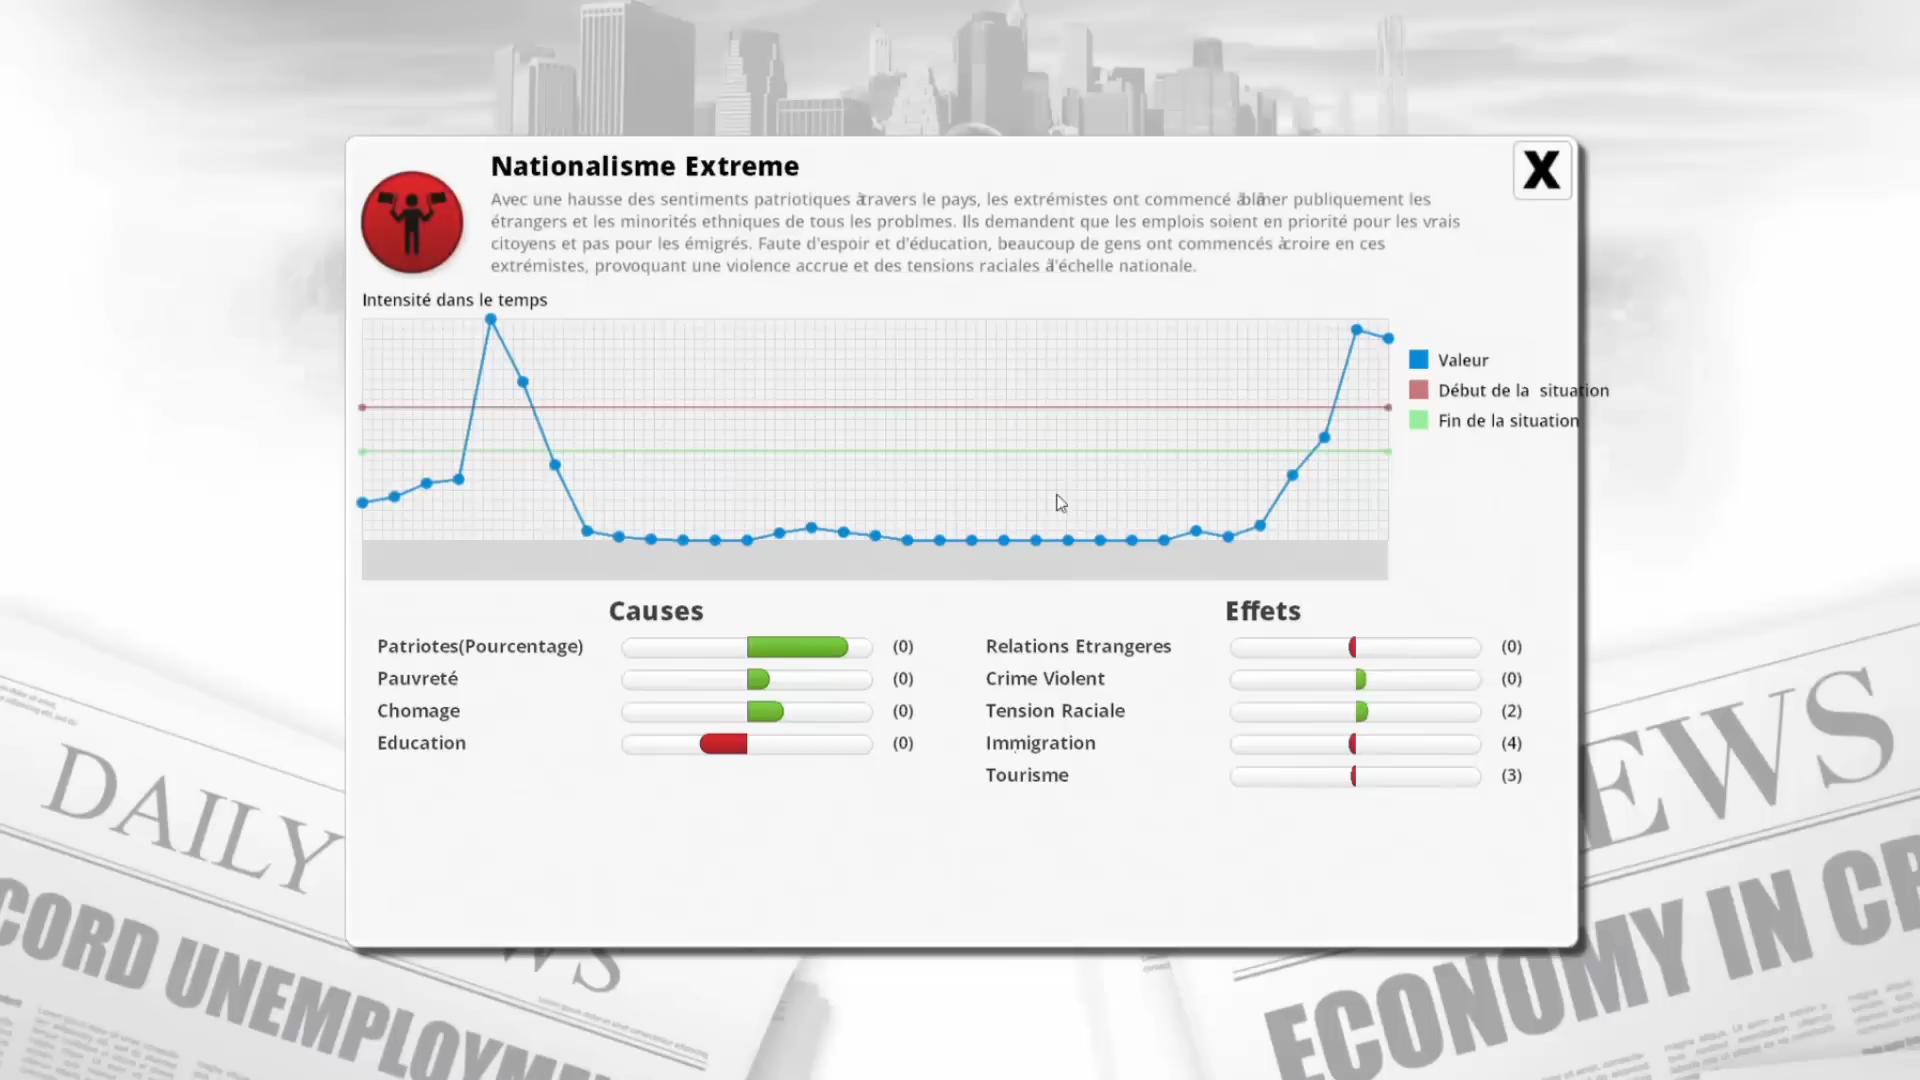 Nationalisme Extreme
X
Avec une hausse des sentiments patriotiques àtravers le pays, les extrémistes ont commencé àblâmer publiquement les
étrangers et les minorités ethniques de tous les problmes. Ils demandent que les emplois soient en priorité pour les vrais
citoyens et pas pour les émigrés. Faute d'espoir et d'éducation, beaucoup de gens ont commencés àcroire en ces
extrémistes, provoquant une violence accrue et des tensions raciales àl'échelle nationale.
Intensité dans le temps
Valeur
Début de la situation
Fin de la situation
Causes
Patriotes(Pourcentage) (0)
Pauvreté (0)
Chomage (0)
Education (0)
Effets
Relations Etrangeres (0)
Crime Violent (0)
Tension Raciale (2)
Immigration (4)
Tourisme (3)
DAILY
EWS
ECONOMY IN